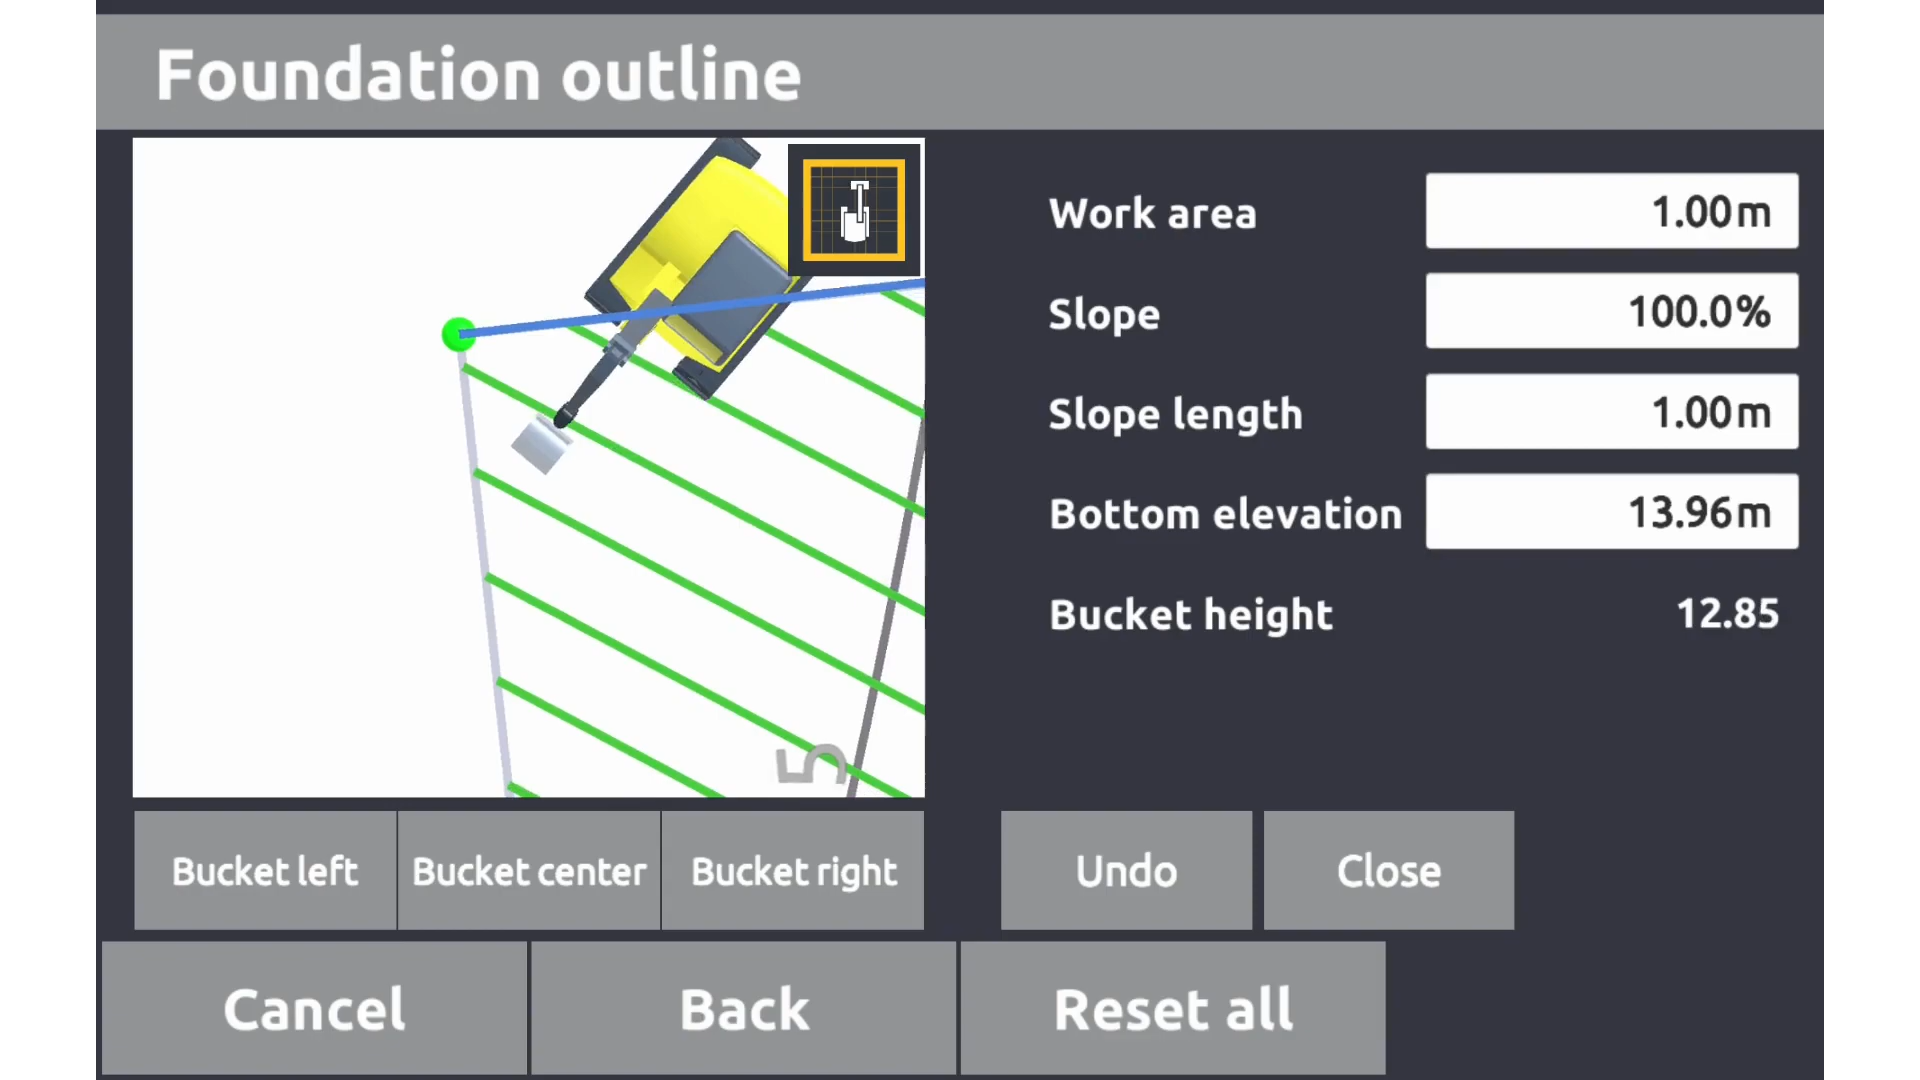 Foundation outline
Work area 1.00m
Slope 100.0%
Slope length 1.00m
Bottom elevation 13.96m
Bucket height 12.85
5
Bucket left Bucket center Bucket right Undo Close
Cancel Back Reset all